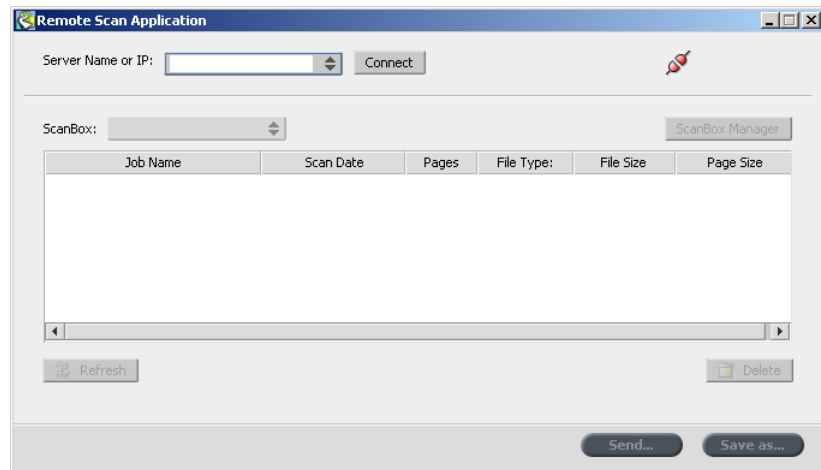 Remote Scan Application
Server Name or IP: Connect
ScanBox: ScanBox Manager
Job Name Scan Date Pages File Type: File Size Page Size
Refresh Delete
Send... Save as...